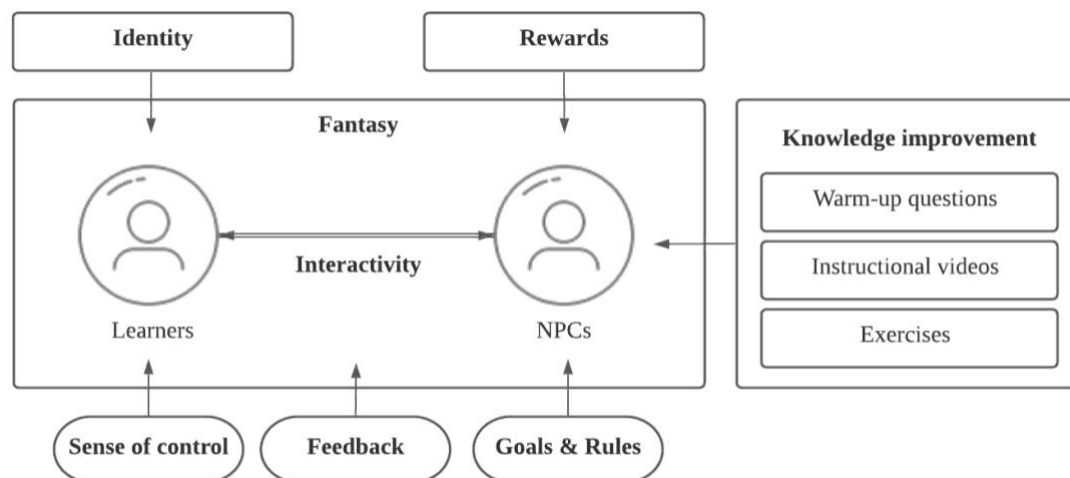 Identity
Rewards
Fantasy
Knowledge improvement
Warm-up questions
Instructional videos
Exercises
Interactivity
Learners
NPCs
Sense of control
Feedback
Goals & Rules